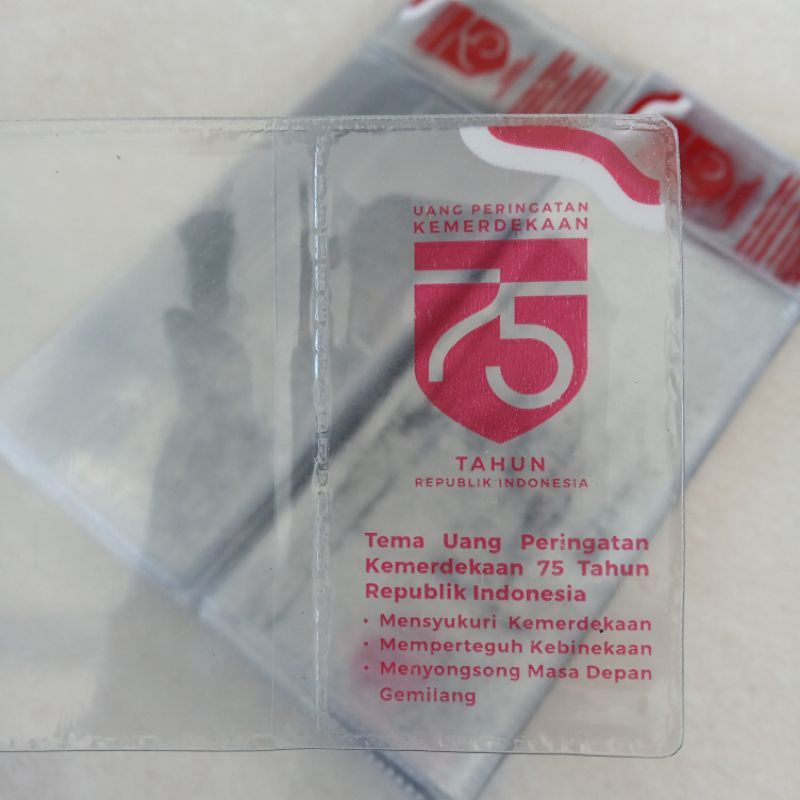 UANG PERINGATAN
KEMERDEKAAN
75
TAHUN
REPUBLIK INDONESIA
Tema Uang Peringatan
Kemerdekaan 75 Tahun
Republik Indonesia
• Mensyukuri Kemerdekaan
• Memperteguh Kebinekaan
• Menyongsong Masa Depan
Gemilang